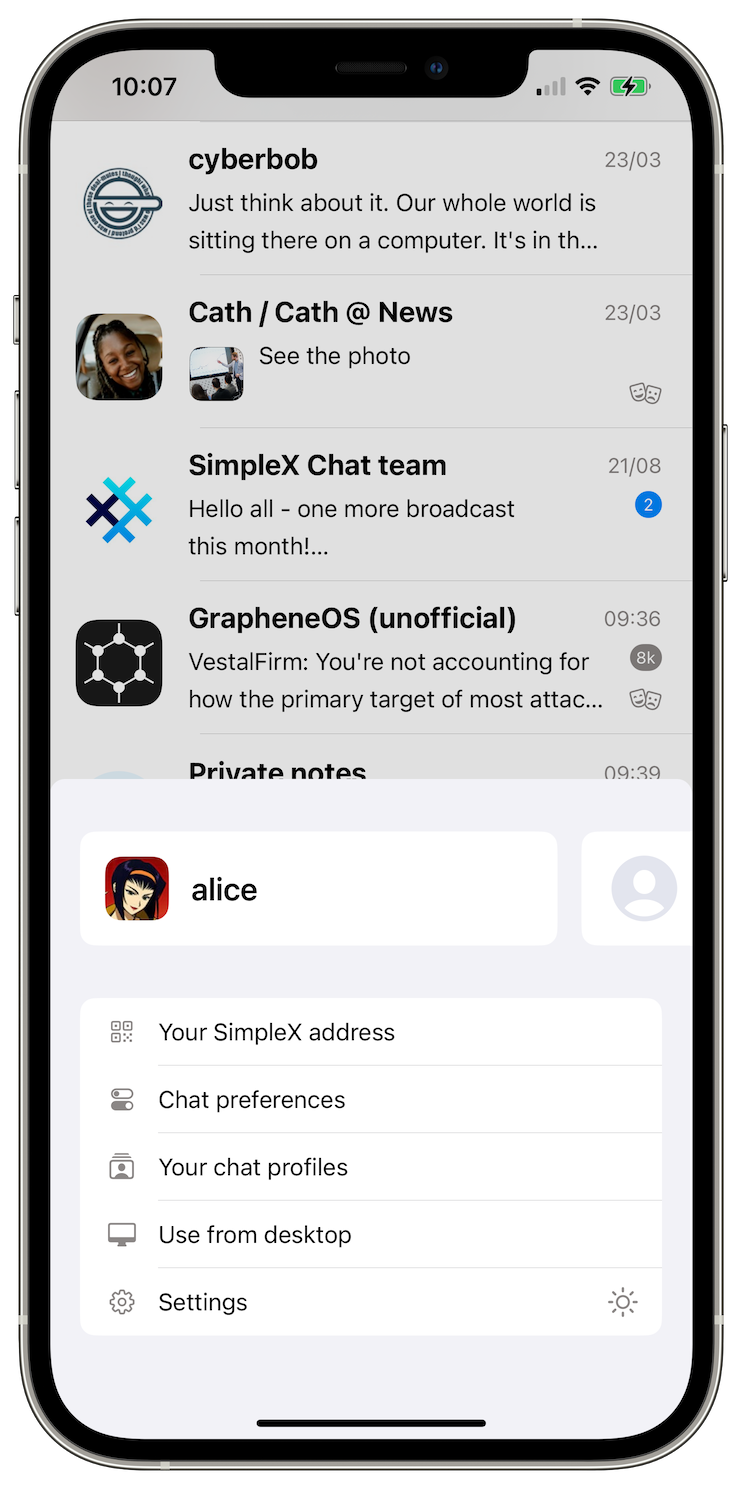 10:07
cyberbob 23/03
Just think about it. Our whole world is
sitting there on a computer. It's in th...
Cath / Cath @ News 23/03
See the photo
SimpleX Chat team 21/08
Hello all - one more broadcast 2
this month!...
GrapheneOS (unofficial) 09:36
VestalFirm: You're not accounting for 8k
how the primary target of most attac...
Private notes 09:39
alice
Your SimpleX address
Chat preferences
Your chat profiles
Use from desktop
Settings